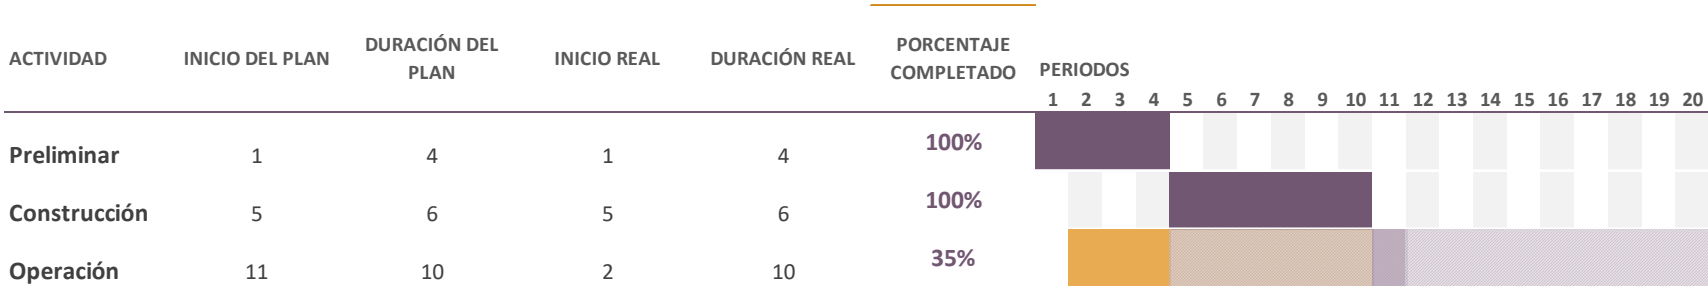 ACTIVIDAD INICIO DEL PLAN DURACIÓN DEL PLAN INICIO REAL DURACIÓN REAL PORCENTAJE COMPLETADO PERIODOS
1 2 3 4 5 6 7 8 9 10 11 12 13 14 15 16 17 18 19 20
Preliminar 1 4 1 4 100%
Construcción 5 6 5 6 100%
Operación 11 10 2 10 35%